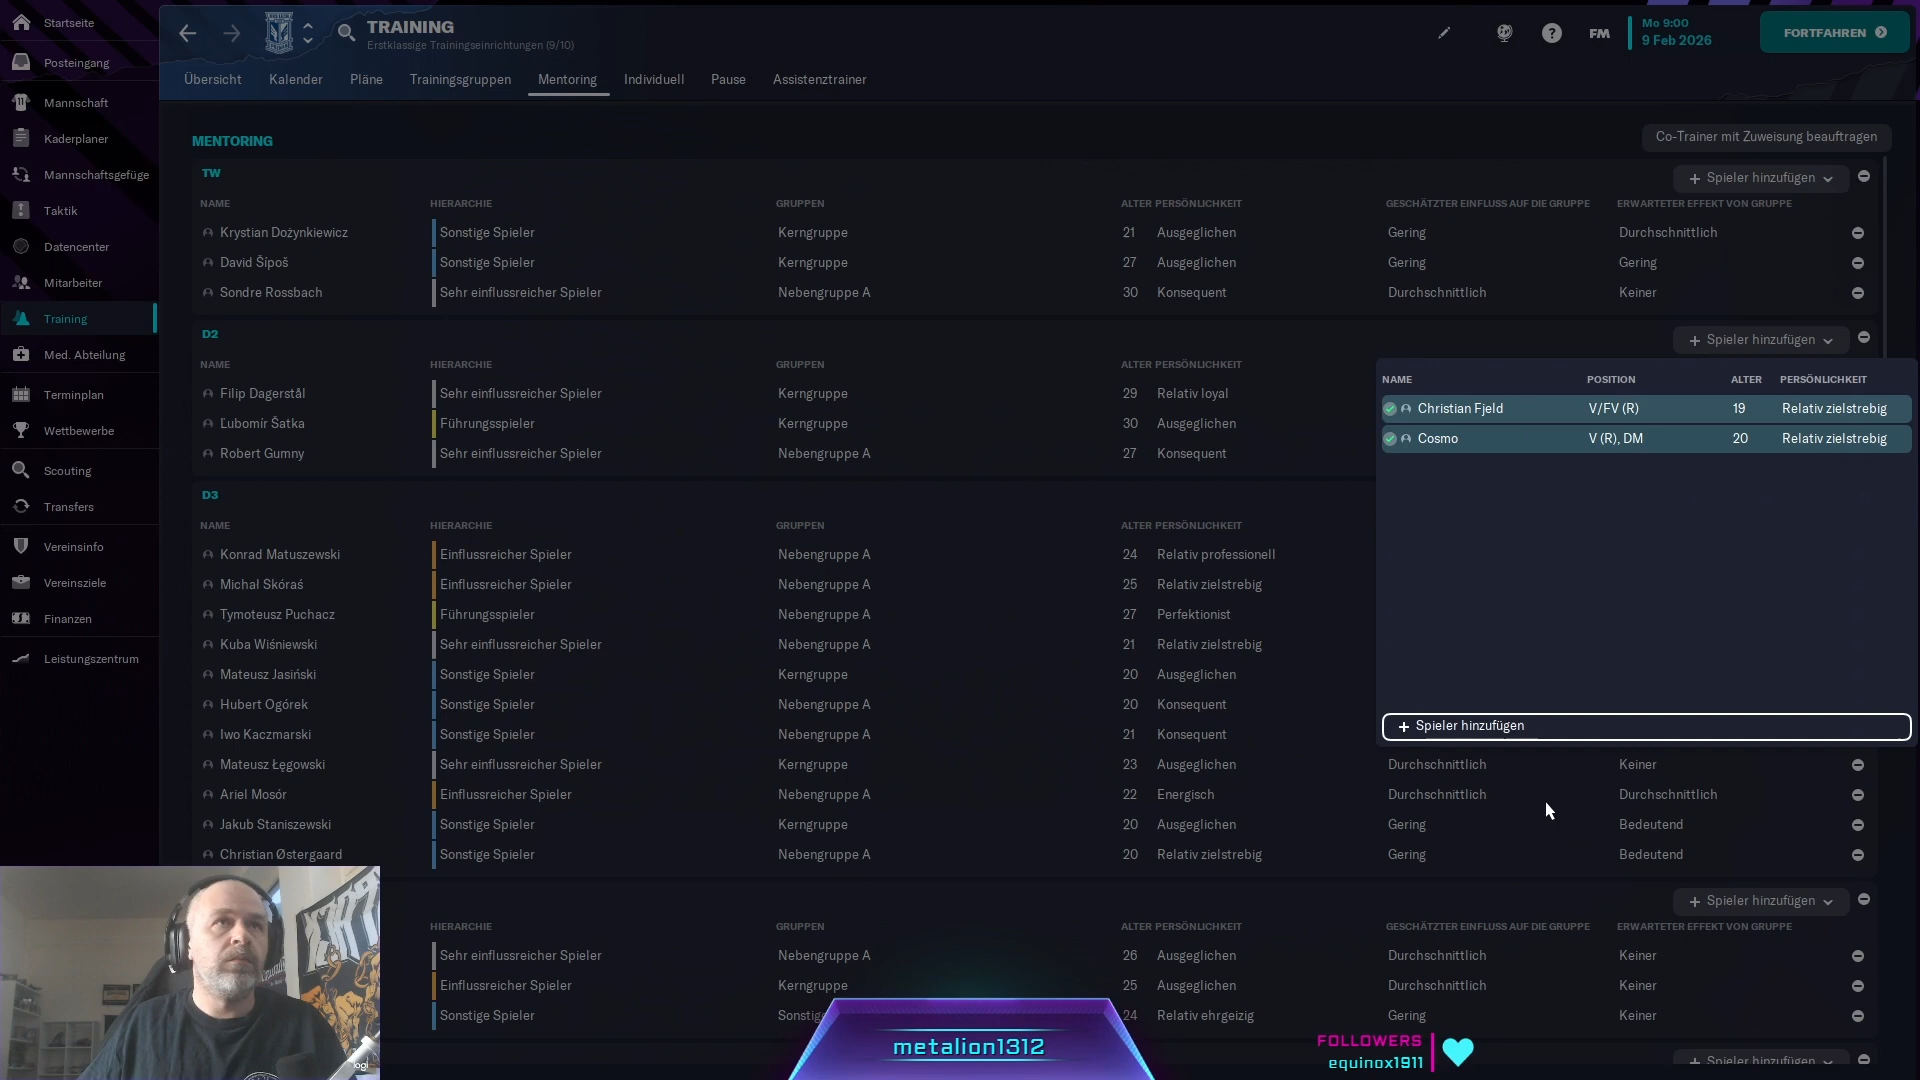 Startseite
Posteingang
Mannschaft
Kaderplaner
Mannschaftsgefüge
Taktik
Datencenter
Mitarbeiter
Training
Med. Abteilung
Terminplan
Wettbewerbe
Scouting
Transfers
Vereinsinfo
Vereinsziele
Finanzen
Leistungszentrum
TRAINING
Erstklassige Trainingseinrichtungen (9/10)
FM
Mo 9:00
9 Feb 2026
FORTFAHREN
Übersicht Kalender Pläne Trainingsgruppen Mentoring Individuell Pause Assistenztrainer
MENTORING
Co-Trainer mit Zuweisung beauftragen
TW
Spieler hinzufügen
NAME HIERARCHIE GRUPPEN ALTER PERSÖNLICHKEIT GESCHÄTZTER EINFLUSS AUF DIE GRUPPE ERWARTETER EFFEKT VON GRUPPE
Krystian Dożynkiewicz Sonstige Spieler Kerngruppe 21 Ausgeglichen Gering Durchschnittlich
David Šípoš Sonstige Spieler Kerngruppe 27 Ausgeglichen Gering Gering
Sondre Rossbach Sehr einflussreicher Spieler Nebengruppe A 30 Konsequent Durchschnittlich Keiner
D2
Spieler hinzufügen
NAME HIERARCHIE GRUPPEN ALTER PERSÖNLICHKEIT
Filip Dagerstål Sehr einflussreicher Spieler Kerngruppe 29 Relativ loyal
Ľubomír Šatka Führungsspieler Kerngruppe 30 Ausgeglichen
Robert Gumny Sehr einflussreicher Spieler Nebengruppe A 27 Konsequent
NAME POSITION ALTER PERSÖNLICHKEIT
Christian Fjeld V/FV (R) 19 Relativ zielstrebig
Cosmo V (R), DM 20 Relativ zielstrebig
Spieler hinzufügen
D3
NAME HIERARCHIE GRUPPEN ALTER PERSÖNLICHKEIT
Konrad Matuszewski Einflussreicher Spieler Nebengruppe A 24 Relativ professionell
Michał Skóraś Einflussreicher Spieler Nebengruppe A 25 Relativ zielstrebig
Tymoteusz Puchacz Führungsspieler Nebengruppe A 27 Perfektionist
Kuba Wiśniewski Sehr einflussreicher Spieler Nebengruppe A 21 Relativ zielstrebig
Mateusz Jasiński Sonstige Spieler Kerngruppe 20 Ausgeglichen
Hubert Ogórek Sonstige Spieler Nebengruppe A 20 Konsequent
Iwo Kaczmarski Sonstige Spieler Nebengruppe A 21 Konsequent
Mateusz Łęgowski Sehr einflussreicher Spieler Kerngruppe 23 Ausgeglichen Durchschnittlich Keiner
Ariel Mosór Einflussreicher Spieler Nebengruppe A 22 Energisch Durchschnittlich Durchschnittlich
Jakub Staniszewski Sonstige Spieler Kerngruppe 20 Ausgeglichen Gering Bedeutend
Christian Østergaard Sonstige Spieler Nebengruppe A 20 Relativ zielstrebig Gering Bedeutend
Spieler hinzufügen
HIERARCHIE GRUPPEN ALTER PERSÖNLICHKEIT GESCHÄTZTER EINFLUSS AUF DIE GRUPPE ERWARTETER EFFEKT VON GRUPPE
Sehr einflussreicher Spieler Nebengruppe A 26 Ausgeglichen Durchschnittlich Keiner
Einflussreicher Spieler Kerngruppe 25 Ausgeglichen Durchschnittlich Keiner
Sonstige Spieler Sonstig 24 Relativ ehrgeizig Gering Keiner
Spieler hinzufügen
metalion1312
FOLLOWERS
equinox1911